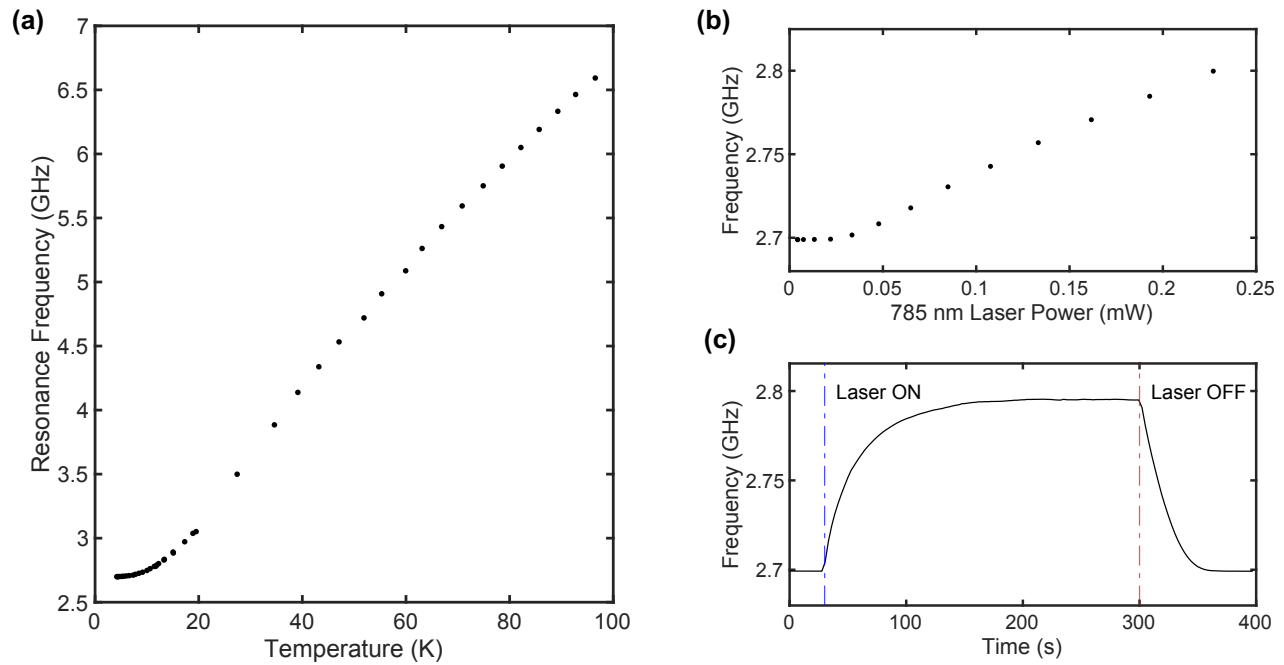 (a)
7
6.5
6
5.5
5
4.5
4
3.5
3
2.5
Resonance Frequency (GHz)
0 20 40 60 80 100
Temperature (K)
(b)
2.8
2.75
2.7
Frequency (GHz)
0 0.05 0.1 0.15 0.2 0.25
785 nm Laser Power (mW)
(c)
2.8
2.75
2.7
Frequency (GHz)
Laser ON Laser OFF
0 100 200 300 400
Time (s)